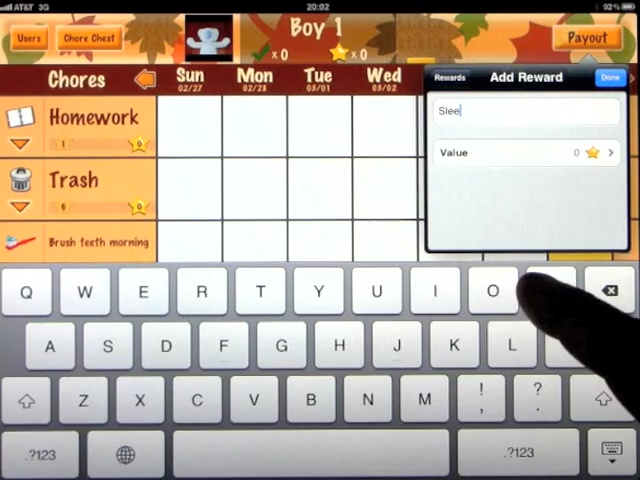 AT&T 3G 20:02 92%
Users Chore Chest Boy 1 x 0 x 0 Payout
Chores Sun Mon Tue Wed
02/27 02/28 03/01 03/02
Rewards Add Reward Done
Slee
Value 0
Homework
1 0
Trash
6 0
Brush teeth morning
Q W E R T Y U I O
A S D F G H J K L
Z X C V B N M ! , ? .
.?123 .?123